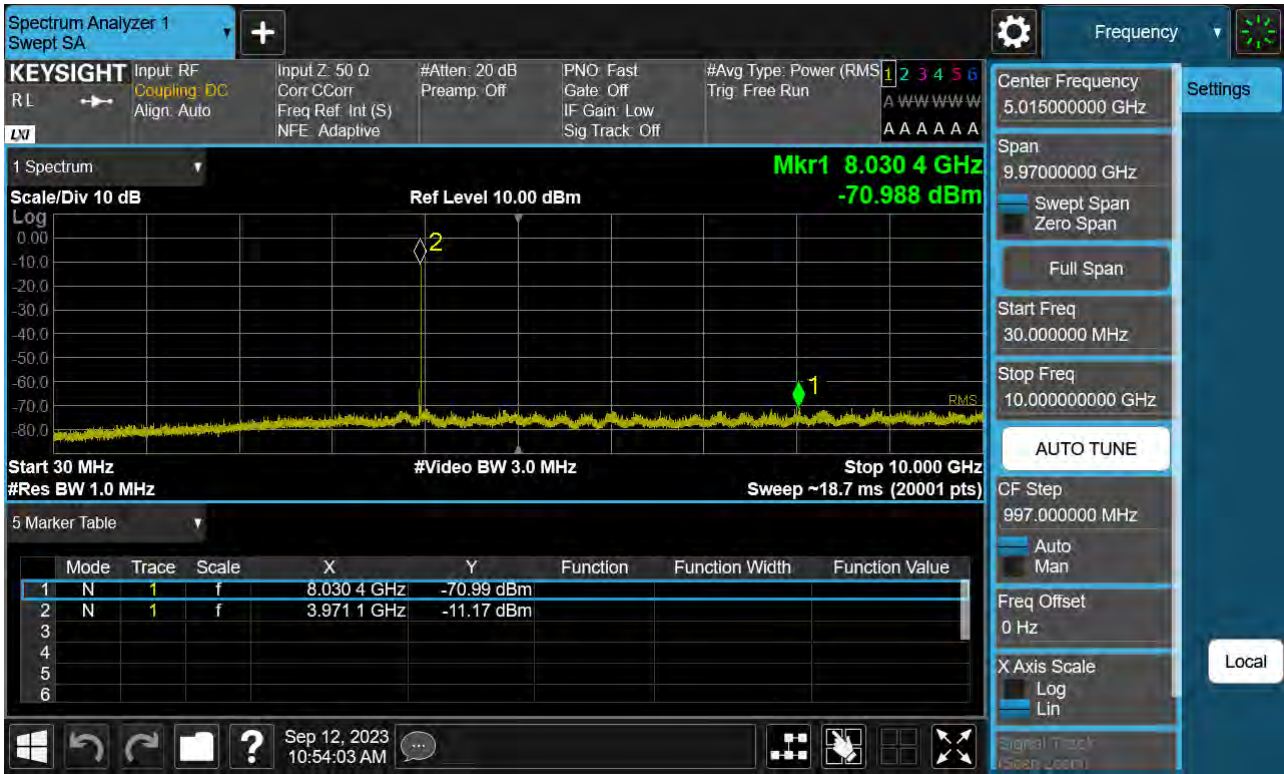 Spectrum Analyzer 1
Swept SA
Frequency
KEYSIGHT
RL
LXI
Input: RF
Coupling: DC
Align: Auto
Input Z: 50 Ω
Corr CCorr
Freq Ref: Int (S)
NFE: Adaptive
#Atten: 20 dB
Preamp: Off
PNO: Fast
Gate: Off
IF Gain: Low
Sig Track: Off
#Avg Type: Power (RMS
Trig: Free Run
1 2 3 4 5 6
A W W W W W
A A A A A A
1 Spectrum
Mkr1 8.030 4 GHz
Scale/Div 10 dB
Ref Level 10.00 dBm
-70.988 dBm
Log
0.00
-10.0
-20.0
-30.0
-40.0
-50.0
-60.0
-70.0
-80.0
2
1
RMS
Start 30 MHz
#Video BW 3.0 MHz
Stop 10.000 GHz
#Res BW 1.0 MHz
Sweep ~18.7 ms (20001 pts)
5 Marker Table
Mode Trace Scale X Y Function Function Width Function Value
1 N 1 f 8.030 4 GHz -70.99 dBm
2 N 1 f 3.971 1 GHz -11.17 dBm
3
4
5
6
Sep 12, 2023
10:54:03 AM
Center Frequency
5.015000000 GHz
Settings
Span
9.97000000 GHz
Swept Span
Zero Span
Full Span
Start Freq
30.000000 MHz
Stop Freq
10.000000000 GHz
AUTO TUNE
CF Step
997.000000 MHz
Auto
Man
Freq Offset
0 Hz
X Axis Scale
Log
Lin
Local
Signal Track
(Span Zoom)